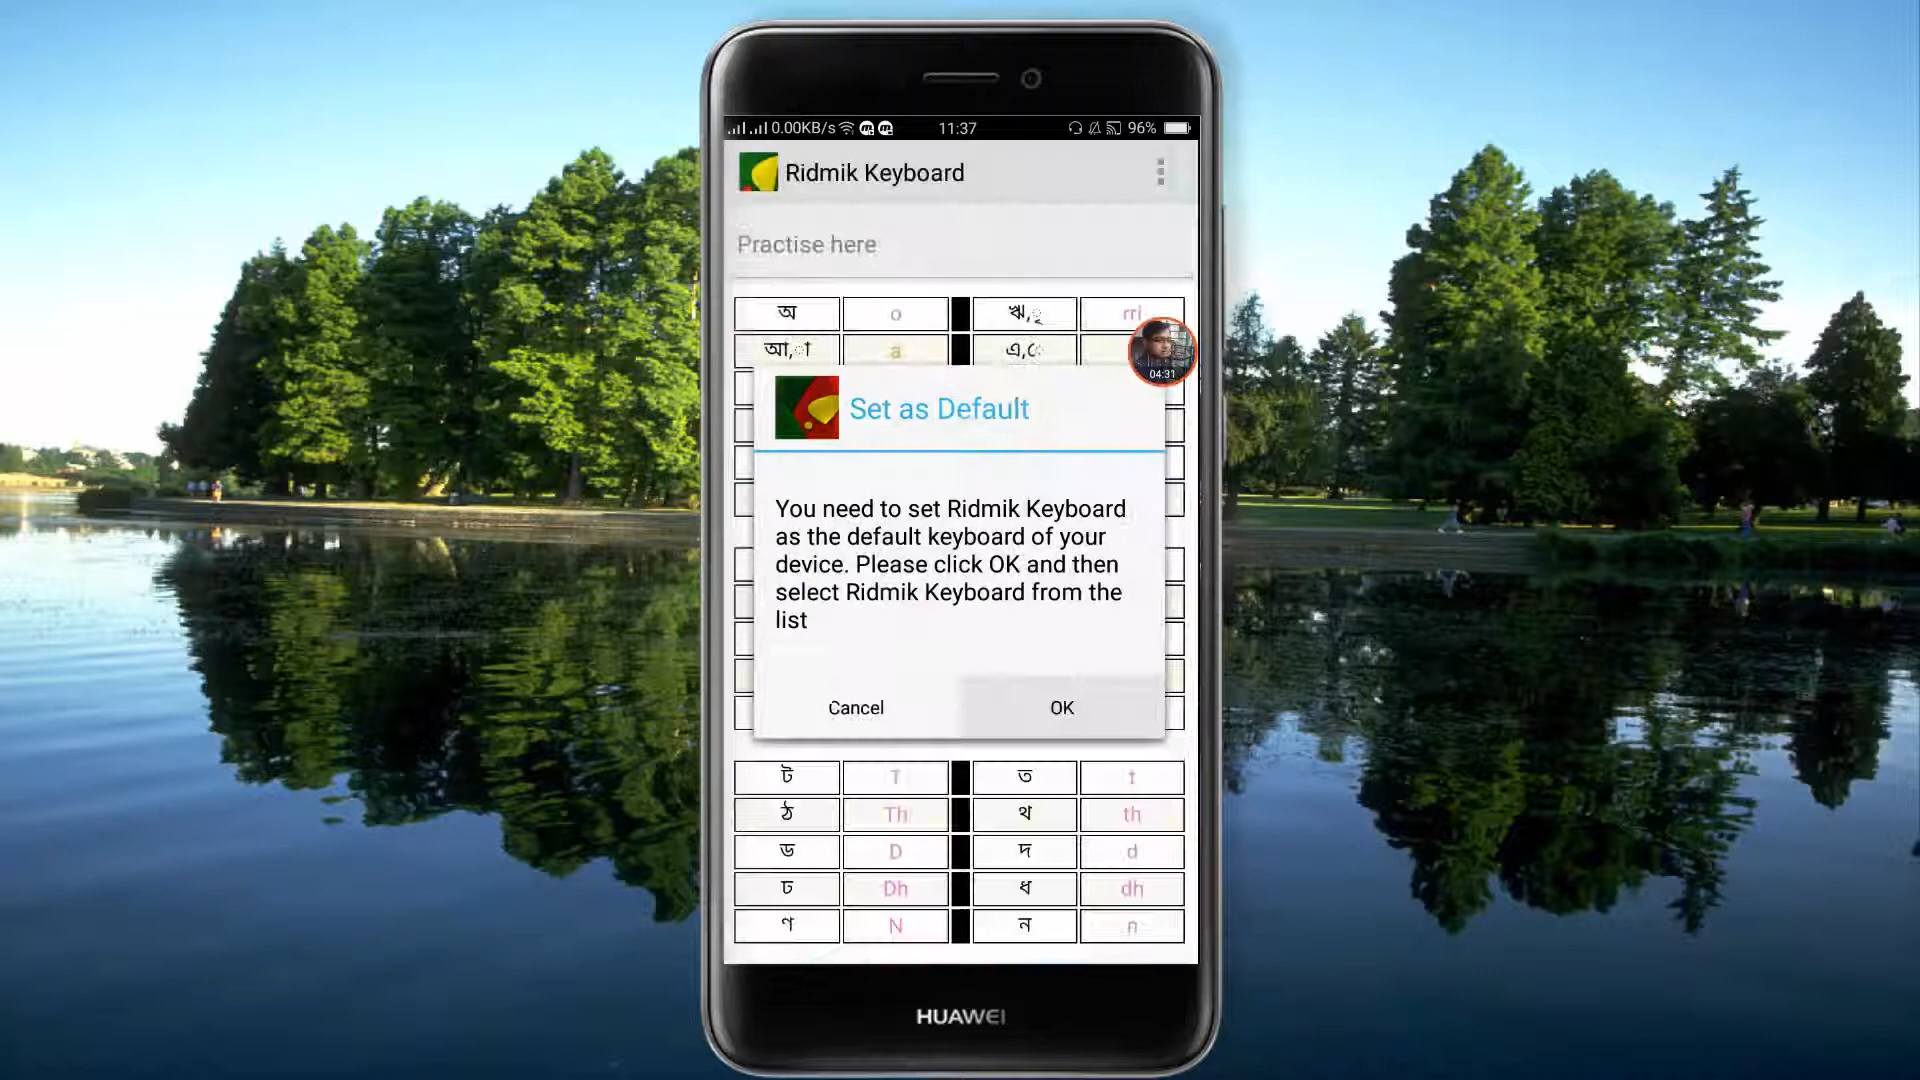 0.00KB/s 11:37 96%
Ridmik Keyboard
Practise here
অ o ঋ,ৃ rri
আ,া a এ,ে
04:31
Set as Default
You need to set Ridmik Keyboard
as the default keyboard of your
device. Please click OK and then
select Ridmik Keyboard from the
list
Cancel OK
ট T ত t
ঠ Th থ th
ড D দ d
ঢ Dh ধ dh
ণ N ন n
HUAWEI